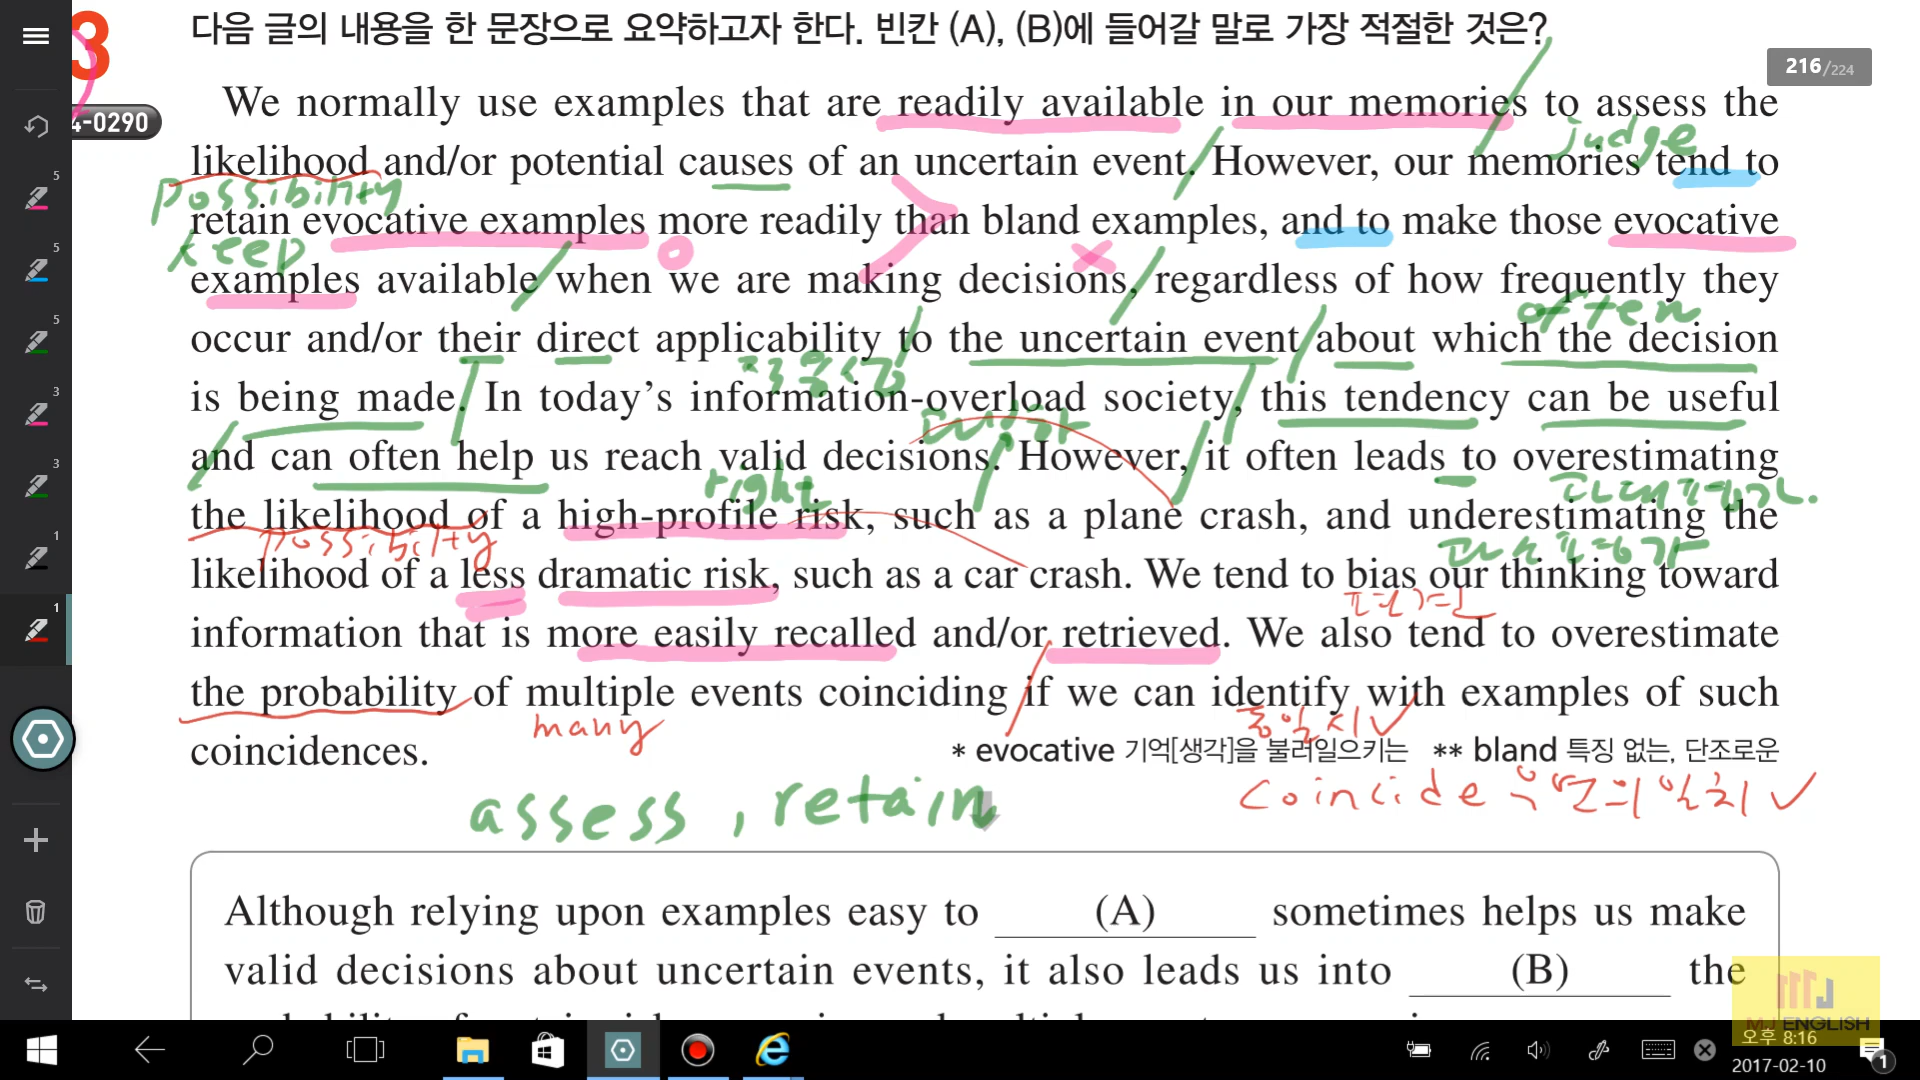 3 다음 글의 내용을 한 문장으로 요약하고자 한다. 빈칸 (A), (B)에 들어갈 말로 가장 적절한 것은?
216/224
We normally use examples that are readily available in our memories to assess the
4-0290
judge
likelihood and/or potential causes of an uncertain event. However, our memories tend to
possibility
retain evocative examples more readily than bland examples, and to make those evocative
keep
examples available when we are making decisions, regardless of how frequently they
often
occur and/or their direct applicability to the uncertain event about which the decision
is being made. In today's information-overload society, this tendency can be useful
and can often help us reach valid decisions. However, it often leads to overestimating
right
the likelihood of a high-profile risk, such as a plane crash, and underestimating the
possibilty
likelihood of a less dramatic risk, such as a car crash. We tend to bias our thinking toward
information that is more easily recalled and/or retrieved. We also tend to overestimate
the probability of multiple events coinciding if we can identify with examples of such
many
coincidences.
* evocative 기억[생각]을 불러일으키는 ** bland 특징 없는, 단조로운
assess, retain
coincide
Although relying upon examples easy to (A) sometimes helps us make
valid decisions about uncertain events, it also leads us into (B) the
MJ ENGLISH
오후 8:16
2017-02-10
1
5
5
5
3
3
1
1